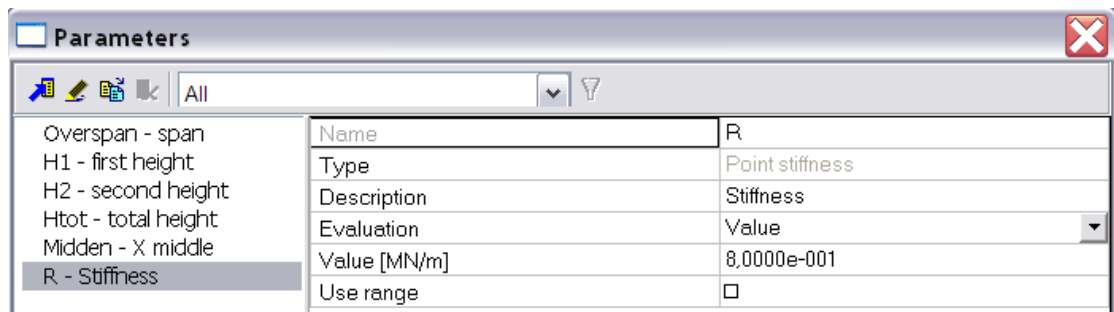 Parameters
All
Overspan - span
H1 - first height
H2 - second height
Htot - total height
Midden - X middle
R - Stiffness
Name R
Type Point stiffness
Description Stiffness
Evaluation Value
Value [MN/m] 8,0000e-001
Use range